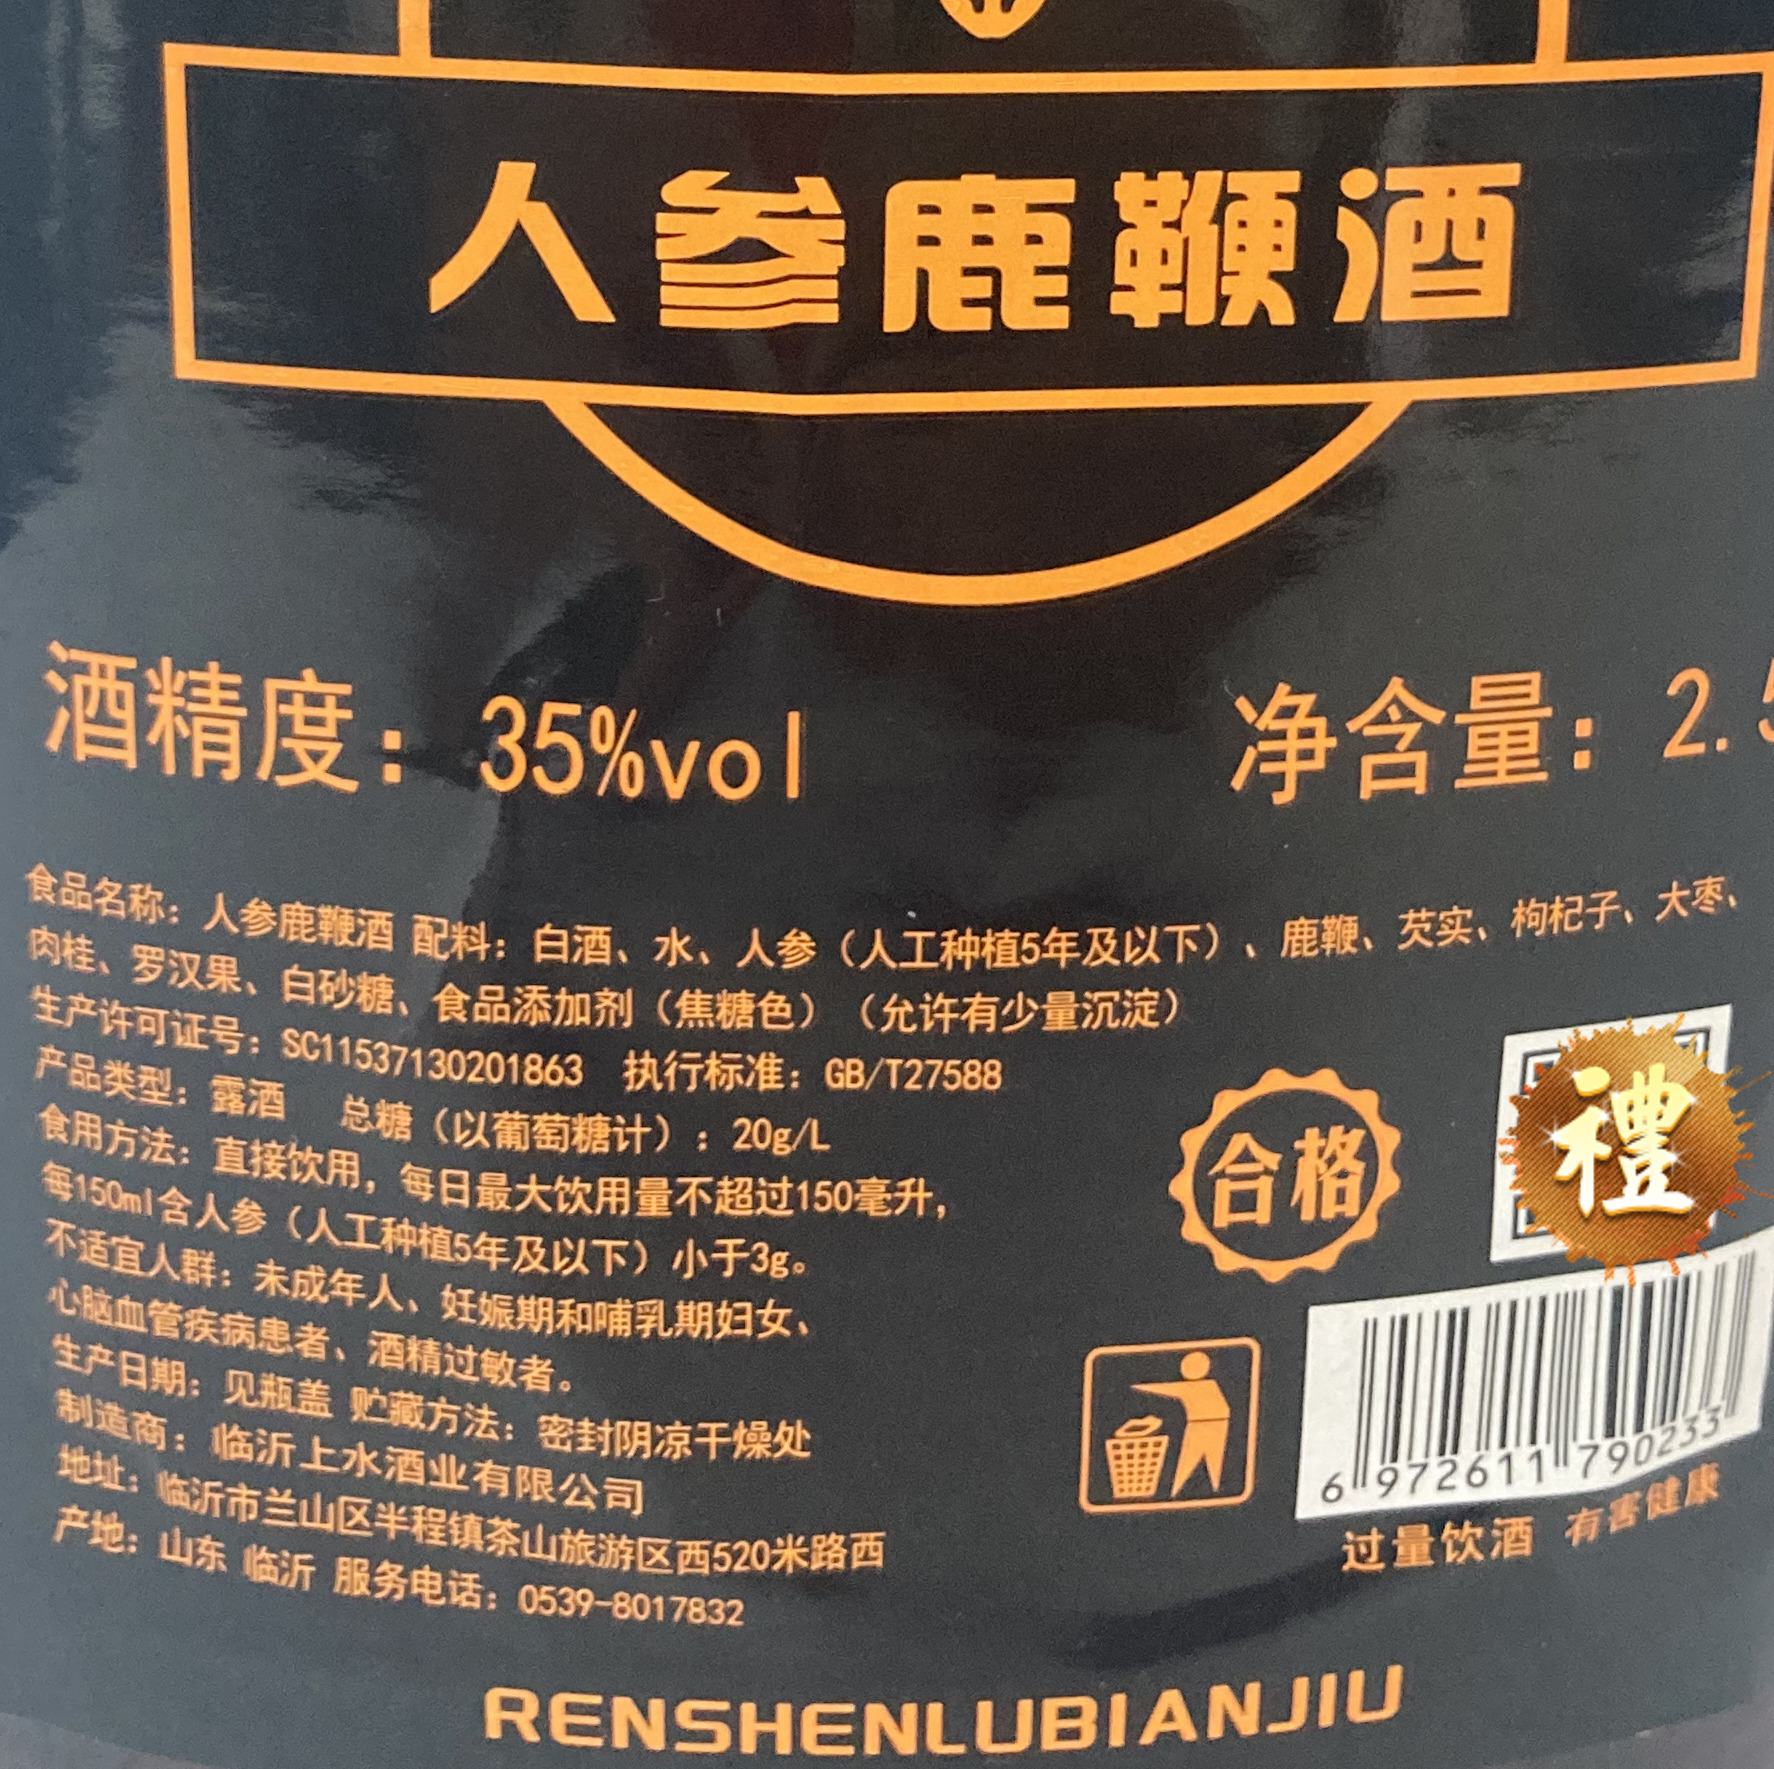 人参鹿鞭酒
酒精度：35%vol 净含量：2.5
食品名称：人参鹿鞭酒 配料：白酒、水、人参（人工种植5年及以下）、鹿鞭、芡实、枸杞子、大枣、
肉桂、罗汉果、白砂糖、食品添加剂（焦糖色）（允许有少量沉淀）
生产许可证号：SC11537130201863 执行标准：GB/T27588
产品类型：露酒 总糖（以葡萄糖计）：20g/L
食用方法：直接饮用，每日最大饮用量不超过150毫升，
每150ml含人参（人工种植5年及以下）小于3g。
不适宜人群：未成年人、妊娠期和哺乳期妇女、
心脑血管疾病患者、酒精过敏者。
生产日期：见瓶盖 贮藏方法：密封阴凉干燥处
制造商：临沂上水酒业有限公司
地址：临沂市兰山区半程镇茶山旅游区西520米路西
产地：山东 临沂 服务电话：0539-8017832
合格
禮
6 972611 790233
过量饮酒 有害健康
RENSHENLUBIANJIU